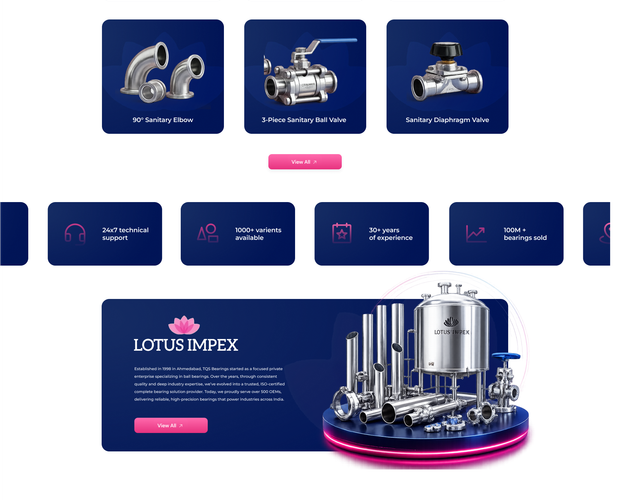 90° Sanitary Elbow
3-Piece Sanitary Ball Valve
Sanitary Diaphragm Valve
View All
24x7 technical
support
1000+ varients
available
30+ years
of experience
100M +
bearings sold
LOTUS IMPEX
Established in 1998 in Ahmedabad, TQS Bearings started as a focused private
enterprise specializing in ball bearings. Over the years, through consistent
quality and deep industry expertise, we've evolved into a trusted, ISO-certified
complete bearing solution provider. Today, we proudly serve over 500 OEMs,
delivering reliable, high-precision bearings that power industries across India.
View All
LOTUS IMPEX